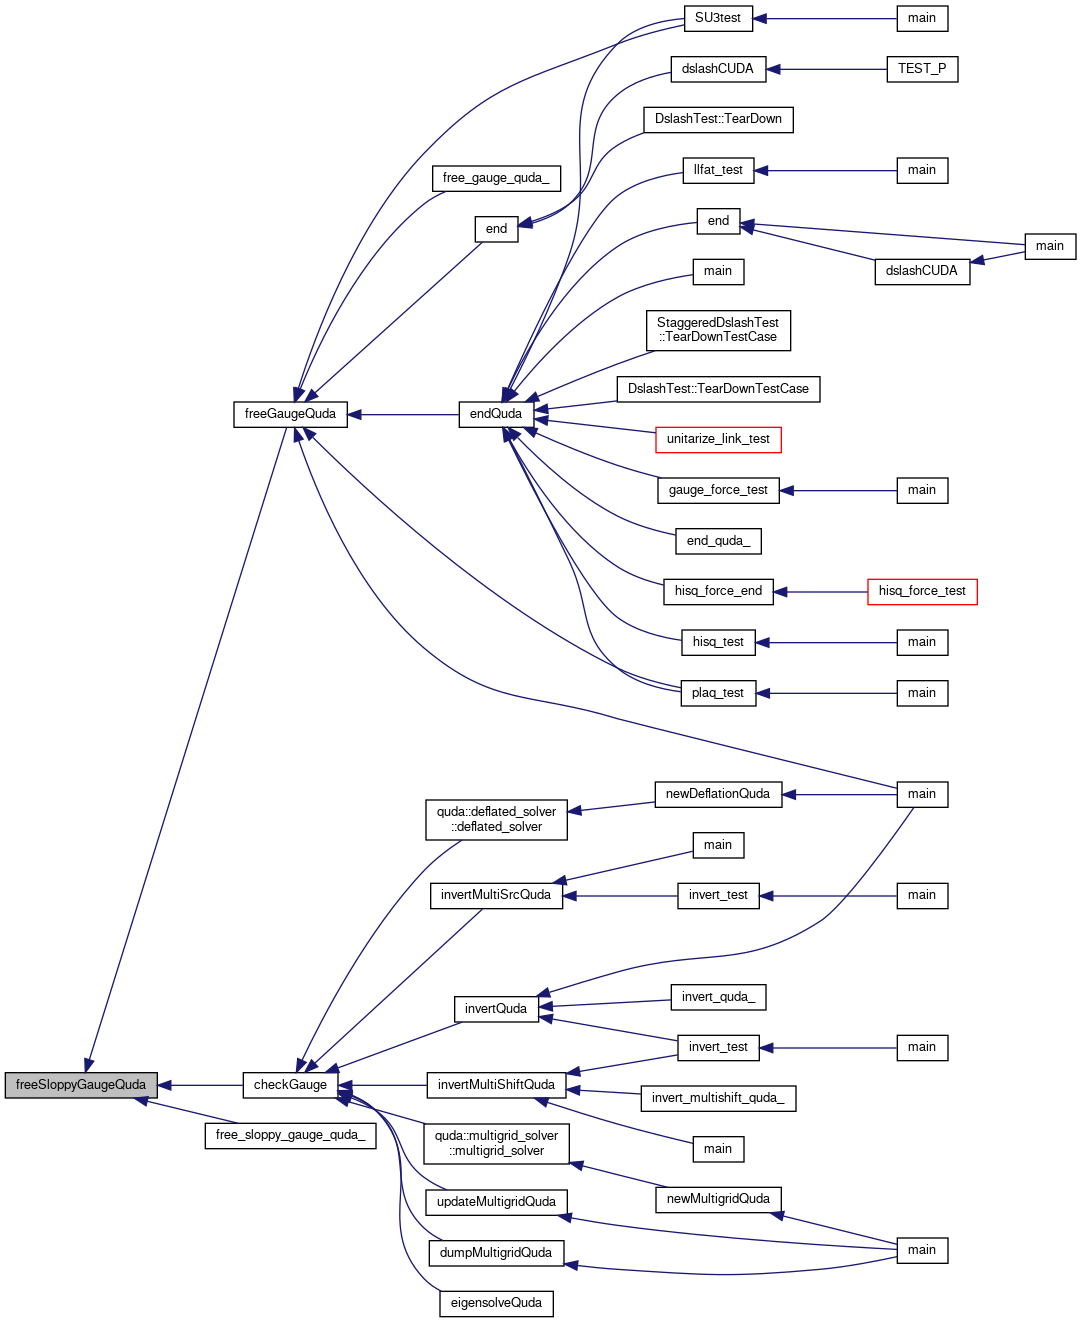 SU3test
main
dslashCUDA
TEST_P
DslashTest::TearDown
llfat_test
main
free_gauge_quda_
end
end
main
dslashCUDA
main
StaggeredDslashTest
::TearDownTestCase
DslashTest::TearDownTestCase
freeGaugeQuda
endQuda
unitarize_link_test
gauge_force_test
main
end_quda_
hisq_force_end
hisq_force_test
hisq_test
main
plaq_test
main
newDeflationQuda
main
quda::deflated_solver
::deflated_solver
main
invertMultiSrcQuda
invert_test
main
invert_quda_
invertQuda
invert_test
main
freeSloppyGaugeQuda
checkGauge
invertMultiShiftQuda
invert_multishift_quda_
free_sloppy_gauge_quda_
quda::multigrid_solver
::multigrid_solver
main
updateMultigridQuda
newMultigridQuda
dumpMultigridQuda
main
eigensolveQuda